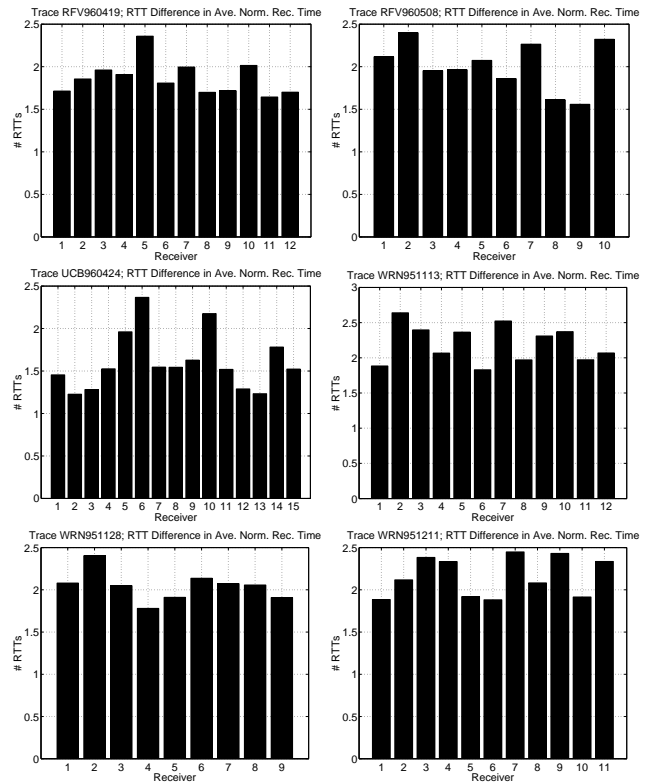 Trace RFV960419; RTT Difference in Ave. Norm. Rec. Time
2.5
2
1.5
1
0.5
0
# RTTs
1 2 3 4 5 6 7 8 9 10 11 12
Receiver
Trace RFV960508; RTT Difference in Ave. Norm. Rec. Time
2.5
2
1.5
1
0.5
0
# RTTs
1 2 3 4 5 6 7 8 9 10
Receiver
Trace UCB960424; RTT Difference in Ave. Norm. Rec. Time
2.5
2
1.5
1
0.5
0
# RTTs
1 2 3 4 5 6 7 8 9 10 11 12 13 14 15
Receiver
Trace WRN951113; RTT Difference in Ave. Norm. Rec. Time
3
2.5
2
1.5
1
0.5
0
# RTTs
1 2 3 4 5 6 7 8 9 10 11 12
Receiver
Trace WRN951128; RTT Difference in Ave. Norm. Rec. Time
2.5
2
1.5
1
0.5
0
# RTTs
1 2 3 4 5 6 7 8 9
Receiver
Trace WRN951211; RTT Difference in Ave. Norm. Rec. Time
2.5
2
1.5
1
0.5
0
# RTTs
1 2 3 4 5 6 7 8 9 10 11
Receiver